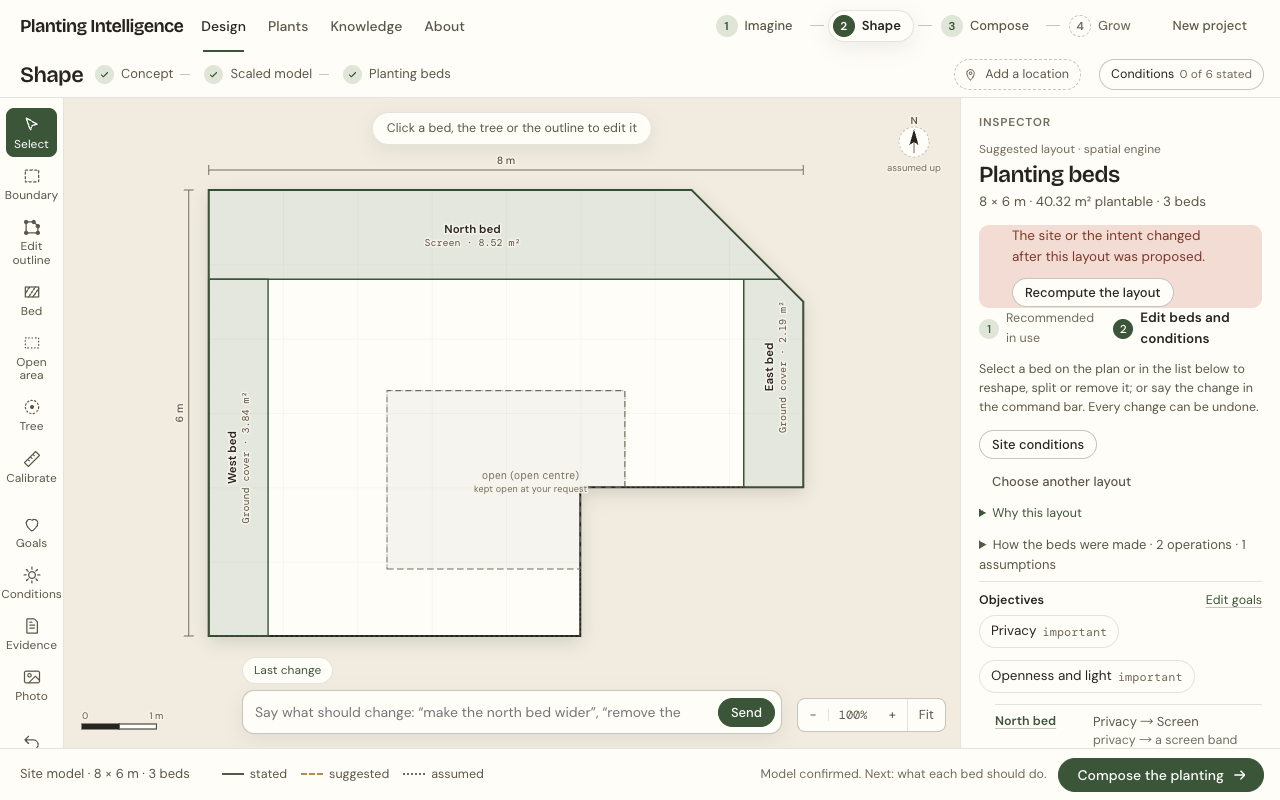 Planting Intelligence
Design
Plants
Knowledge
About
1 Imagine
2 Shape
3 Compose
4 Grow
New project
Shape
Concept
Scaled model
Planting beds
Add a location
Conditions 0 of 6 stated
Select
Boundary
Edit
outline
Bed
Open
area
Tree
Calibrate
Goals
Conditions
Evidence
Photo
Click a bed, the tree or the outline to edit it
N
assumed up
8 m
6 m
North bed
Screen · 8.52 m²
West bed
Ground cover · 3.84 m²
East bed
Ground cover · 2.19 m²
open (open centre)
kept open at your request
Last change
Say what should change: “make the north bed wider”, “remove the
Send
0 1 m
− 100% + Fit
INSPECTOR
Suggested layout · spatial engine
Planting beds
8 × 6 m · 40.32 m² plantable · 3 beds
The site or the intent changed
after this layout was proposed.
Recompute the layout
1 Recommended
in use
2 Edit beds and
conditions
Select a bed on the plan or in the list below to
reshape, split or remove it; or say the change in
the command bar. Every change can be undone.
Site conditions
Choose another layout
Why this layout
How the beds were made · 2 operations · 1
assumptions
Objectives
Edit goals
Privacy important
Openness and light important
North bed
Privacy → Screen
privacy → a screen band
Site model · 8 × 6 m · 3 beds
stated
suggested
assumed
Model confirmed. Next: what each bed should do.
Compose the planting →